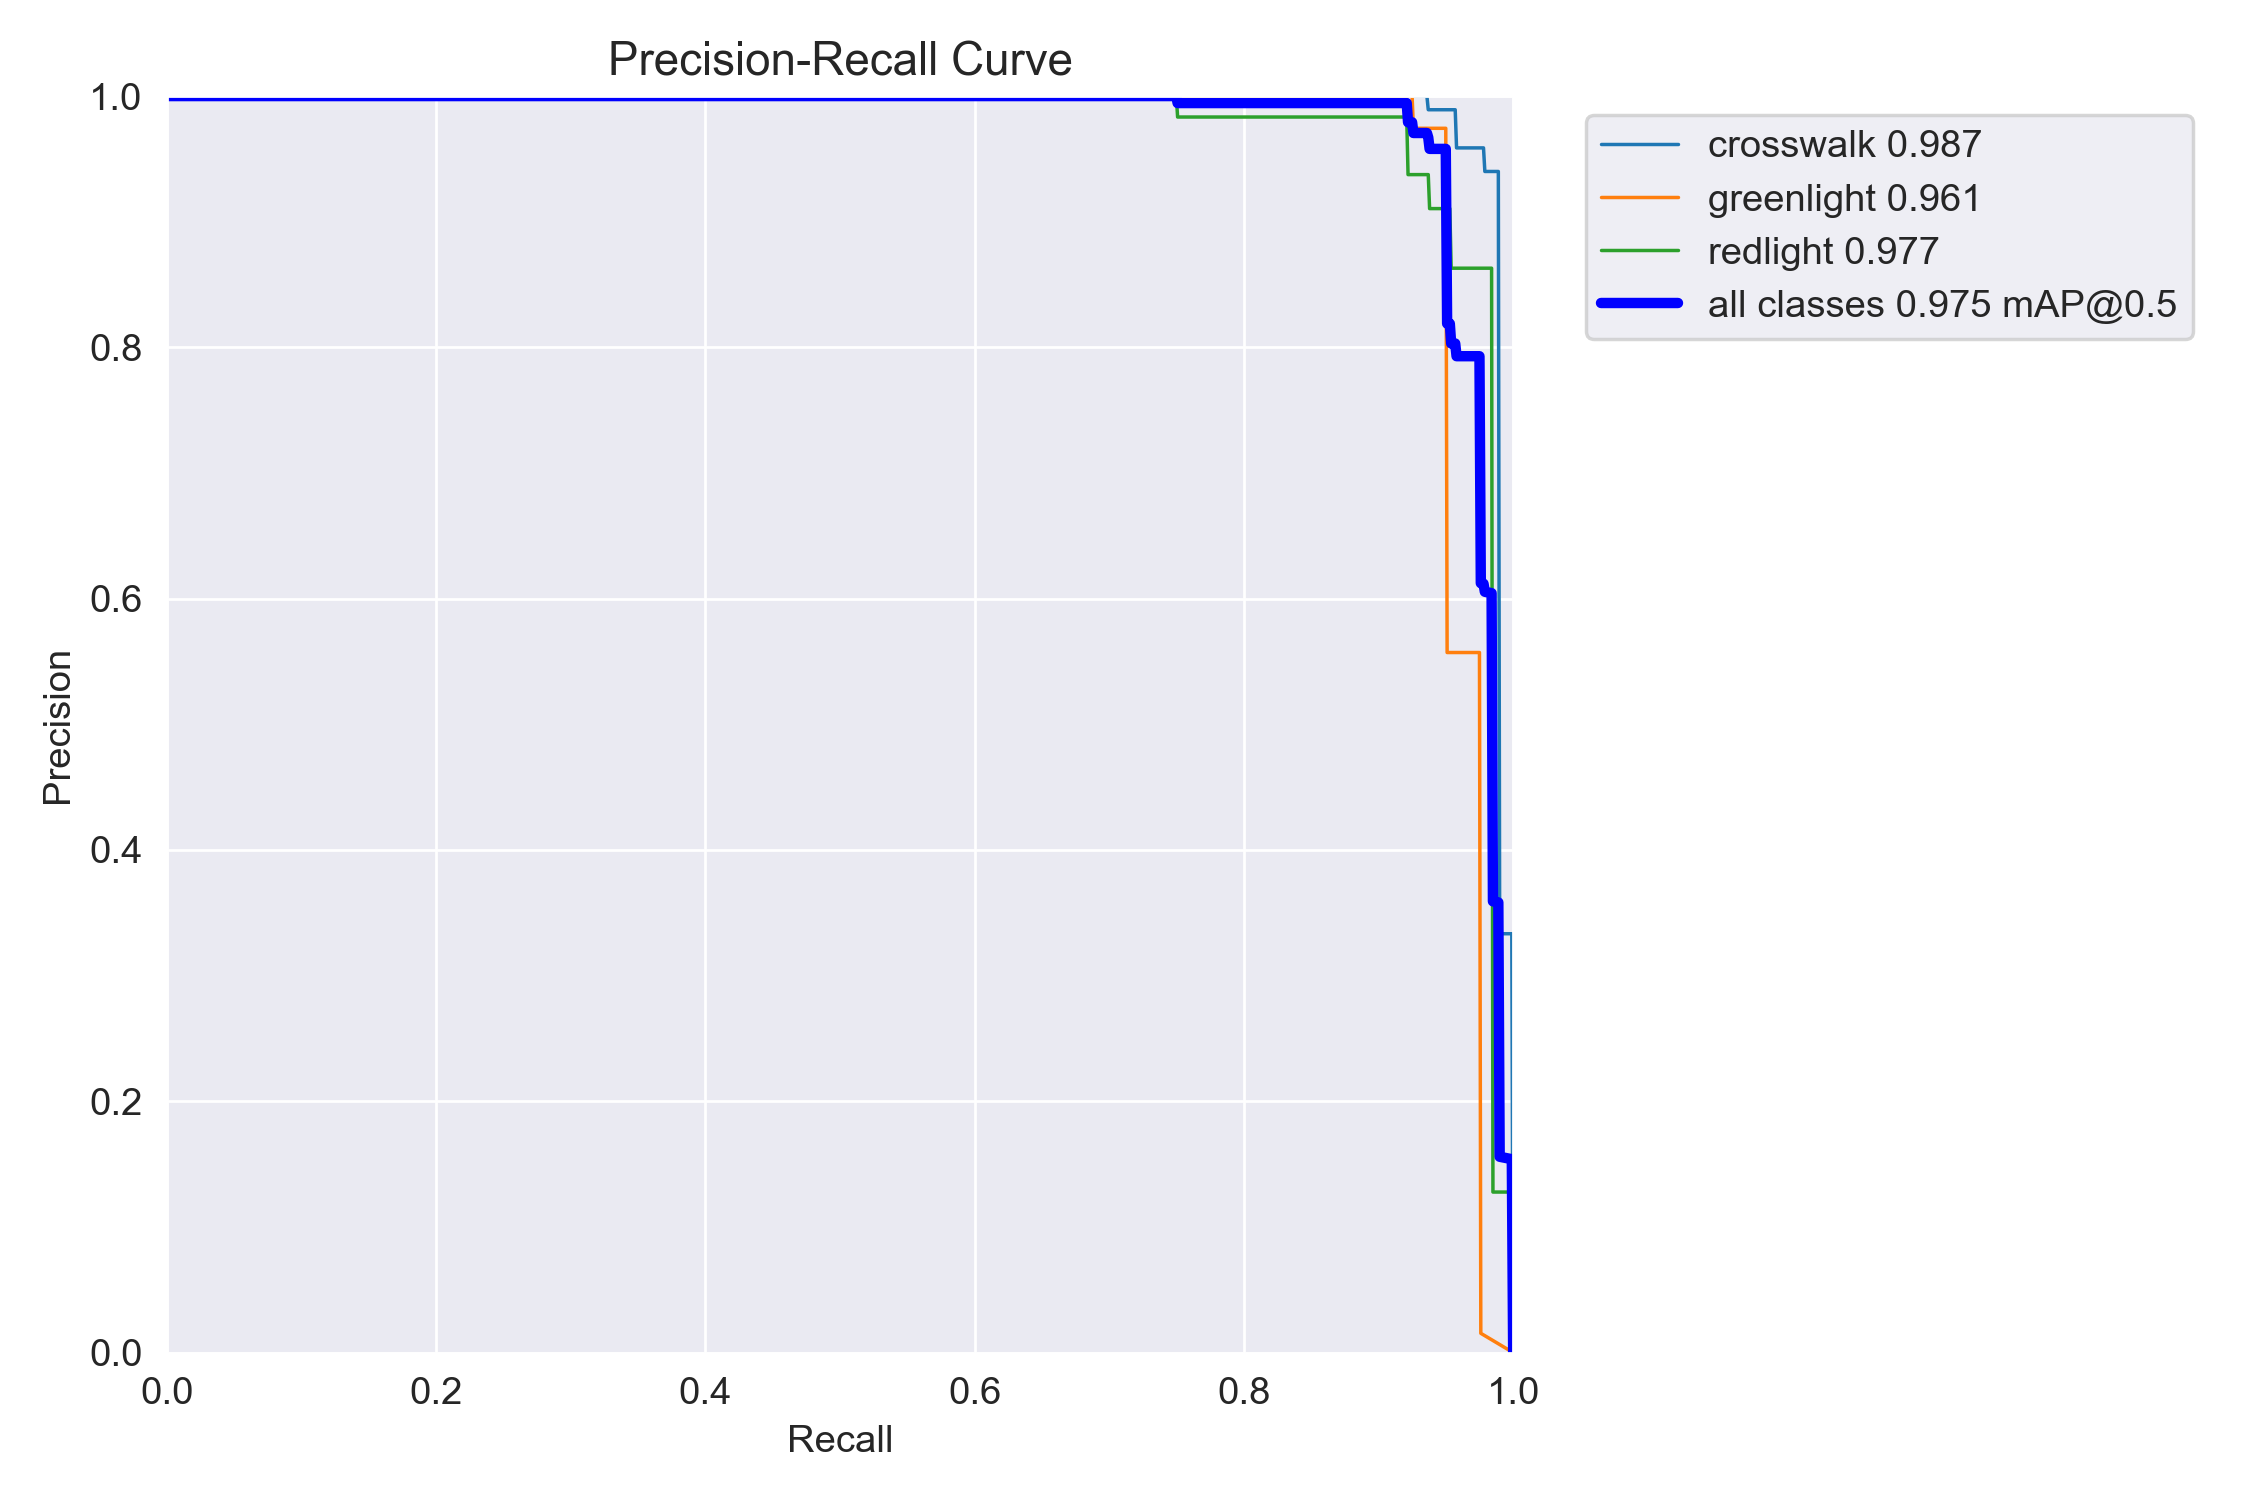 Precision-Recall Curve
1.0
0.8
0.6
0.4
0.2
0.0
Precision
0.0 0.2 0.4 0.6 0.8 1.0
Recall
crosswalk 0.987
greenlight 0.961
redlight 0.977
all classes 0.975 mAP@0.5